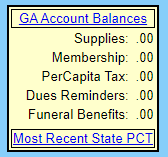 GA Account Balances
Supplies: .00
Membership: .00
PerCapita Tax: .00
Dues Reminders: .00
Funeral Benefits: .00
Most Recent State PCT